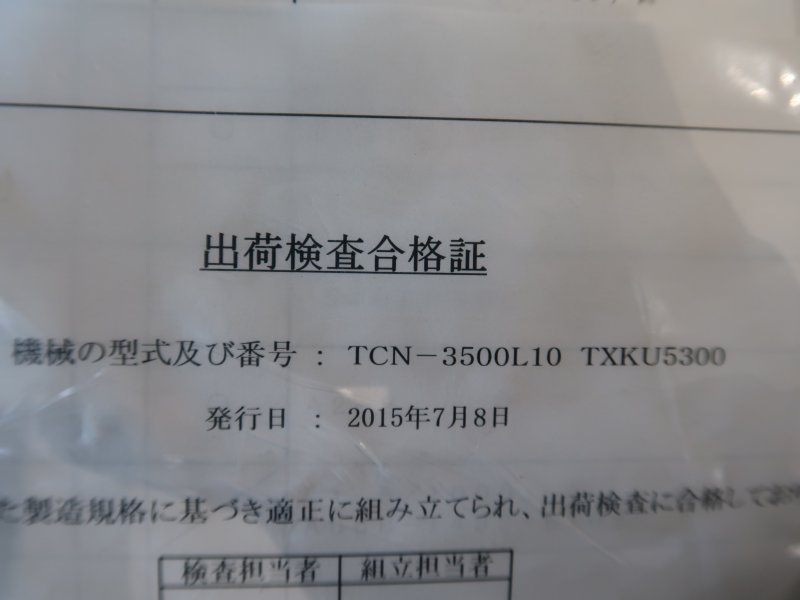 出荷検査合格証
機械の型式及び番号 : TCN-3500L10 TXKU5300
発行日 : 2015年7月8日
た製造規格に基づき適正に組み立てられ、出荷検査に合格してお
検査担当者 組立担当者